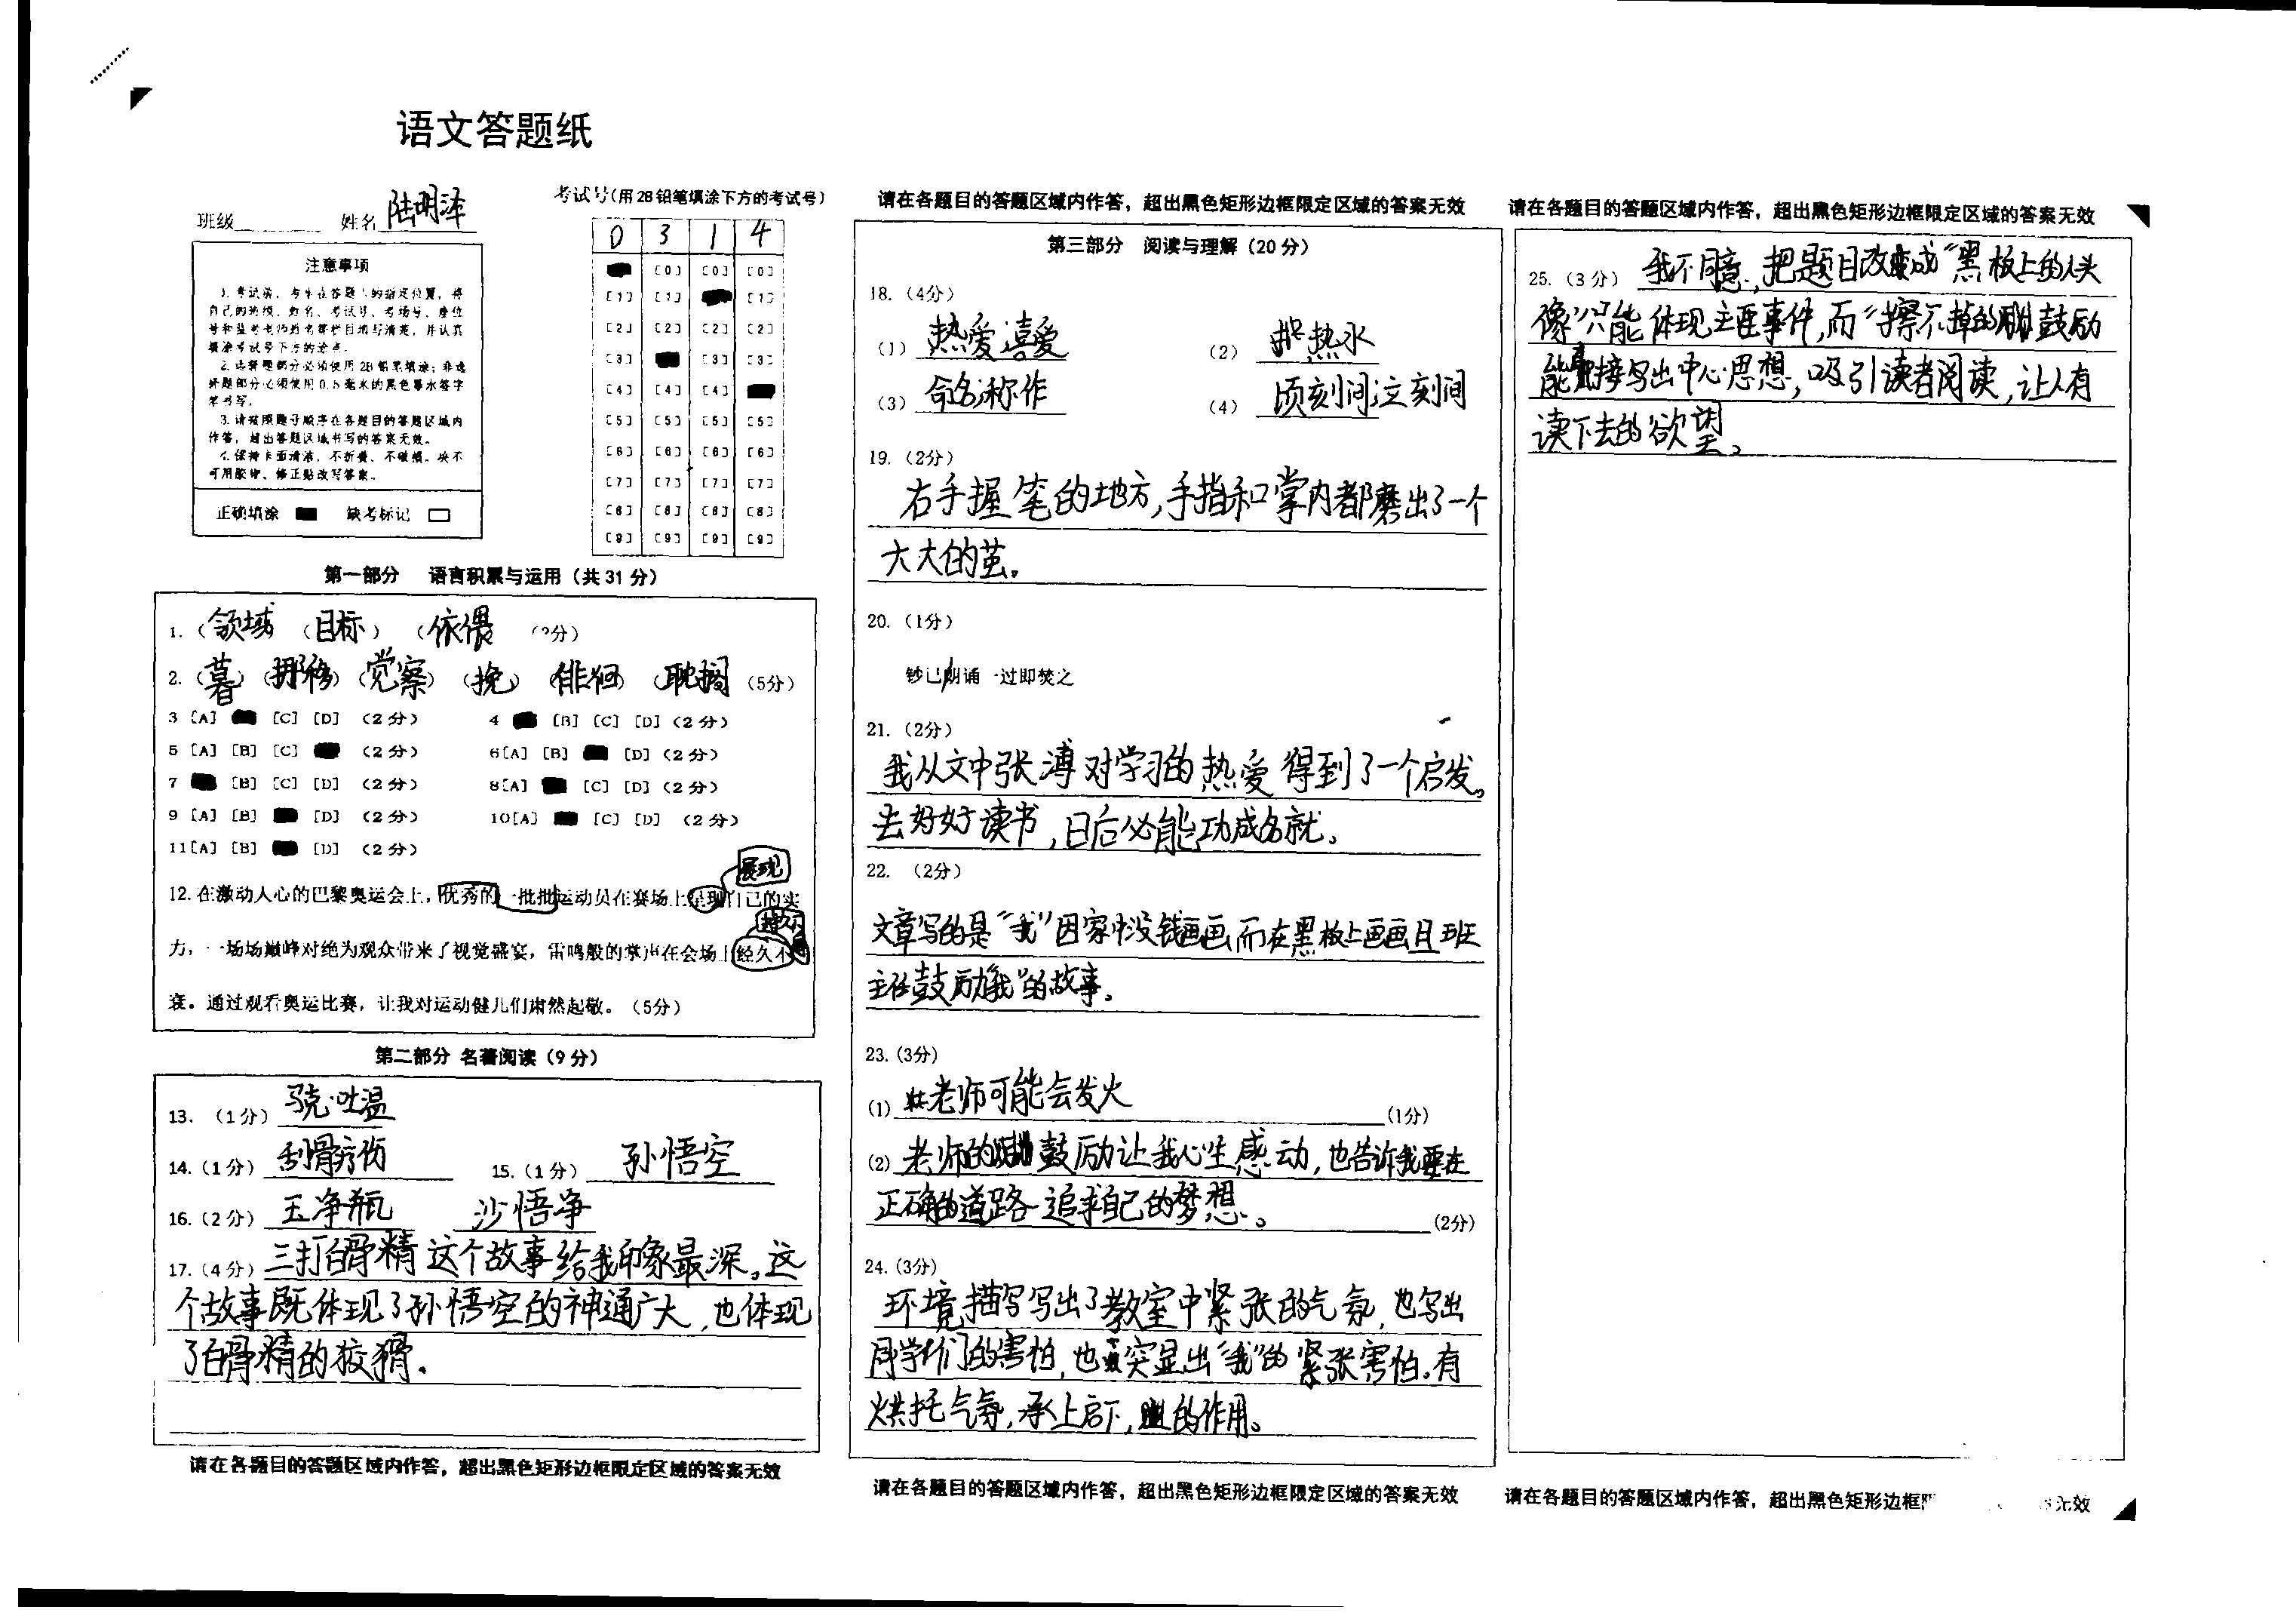 语文答题纸
班级 姓名 陆明泽
考试号(用2B铅笔填涂下方的考试号)
0 3 1 4
[0] [0] [0]
[1] [1] [1]
[2] [2] [2] [2]
[3] [3] [3]
[4] [4] [4]
[5] [5] [5] [5]
[6] [6] [6] [6]
[7] [7] [7] [7]
[8] [8] [8] [8]
[9] [9] [9] [9]
注意事项
1. 考试前，考生在答题卡的指定位置，将
自己的班级、姓名、考试号、考场号、座位
号和监考老师姓名等栏目填写清楚，并认真
填涂考试号下方的涂点。
2. 选择题部分必须使用2B铅笔填涂；非选
择题部分必须使用0.5毫米的黑色墨水签字
笔书写。
3. 请按照题号顺序在各题目的答题区域内
作答，超出答题区域书写的答案无效。
4. 保持卡面清洁，不折叠、不破损。决不
可用胶带、修正贴改写答案。
正确填涂 缺考标记
第一部分 语言积累与运用（共31分）
1.（领域）（目标）（依偎）（2分）
2.（暮）（挪移）（觉察）（挽）（徘徊）（耽搁）（5分）
3 [A] [C] [D] （2分） 4 [B] [C] [D]（2分）
5 [A] [B] [C] （2分） 6[A] [B] [D]（2分）
7 [B] [C] [D] （2分） 8[A] [C] [D]（2分）
9 [A] [B] [D] （2分） 10[A] [C] [D] （2分）
11[A] [B] [D] （2分）
展现
12.在激动人心的巴黎奥运会上，优秀的一批批运动员在赛场上呈现自己的实
力，一场场巅峰对绝为观众带来了视觉盛宴，雷鸣般的掌声在会场上经久不
衰。通过观看奥运比赛，让我对运动健儿们肃然起敬。（5分）
第二部分 名著阅读（9分）
13. （1分） 骁·吐温
14.（1分） 刮骨疗伤 15.（1分） 孙悟空
16.（2分） 玉净瓶 沙悟净
17.（4分） 三打白骨精这个故事给我印象最深。这
个故事既体现了孙悟空的神通广大，也体现
了白骨精的狡猾。
请在各题目的答题区域内作答，超出黑色矩形边框限定区域的答案无效
请在各题目的答题区域内作答，超出黑色矩形边框限定区域的答案无效
第三部分 阅读与理解（20分）
18.（4分）
(1) 热爱;喜爱 (2) 热水
(3) 命名;称作 (4) 顷刻间;立刻间
19.（2分）
右手握笔的地方,手指和掌内都磨出了一个
大大的茧。
20.（1分）
钞已/朗诵一过即焚之
21.（2分）
我从文中张溥对学习的热爱得到了一个启发。
去好好读书,日后必能功成名就。
22. （2分）
文章写的是“我”因家中没钱画画而在黑板上画画且班
主任鼓励“我”的故事。
23.（3分）
(1) 老师可能会发火 (1分)
(2) 老师的鼓励让我心生感动,也告诉我要在
正确的道路追求自己的梦想。 (2分)
24.（3分）
环境描写写出了教室中紧张的气氛,也写出
同学们的害怕,也突显出“我”的紧张害怕。有
烘托气氛,承上启下,的作用。
请在各题目的答题区域内作答，超出黑色矩形边框限定区域的答案无效
请在各题目的答题区域内作答，超出黑色矩形边框限定区域的答案无效
25.（3分） 我不同意,把题目改成“黑板上的人头
像”只能体现主要事件,而“擦不掉的鼓励
能直接写出中心思想,吸引读者阅读,让人有
读下去的欲望。
请在各题目的答题区域内作答，超出黑色矩形边框 无效